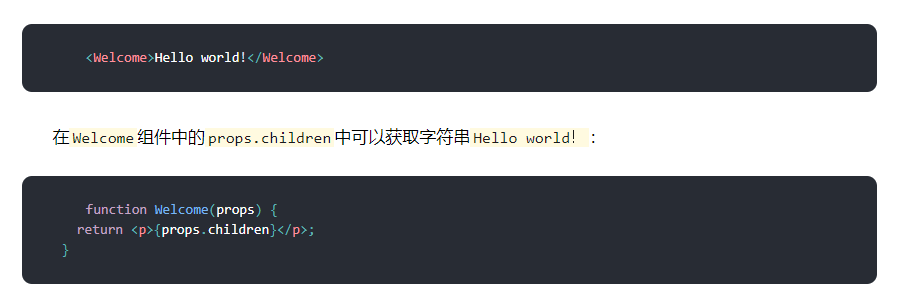 <Welcome>Hello world!</Welcome>
在 Welcome 组件中的 props.children 中可以获取字符串 Hello world! ：
function Welcome(props) {
return <p>{props.children}</p>;
}